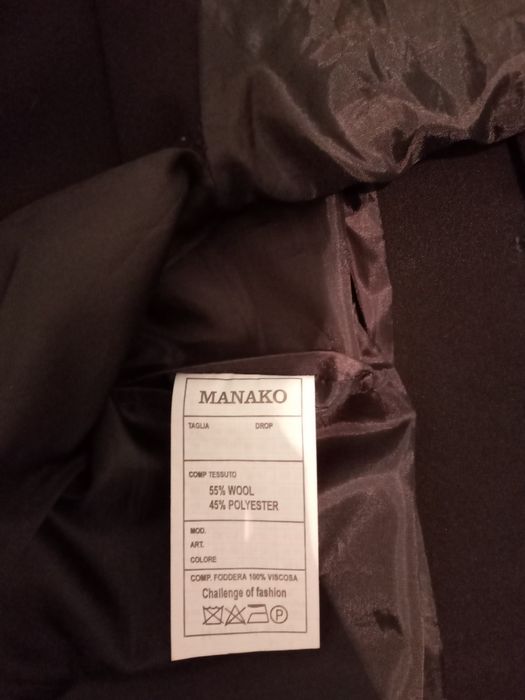 MANAKO
TAGLIA DROP
COMP TESSUTO
55% WOOL
45% POLYESTER
MOD.
ART.
COLORE
COMP. FODDERA 100% VISCOSA
Challenge of fashion
P